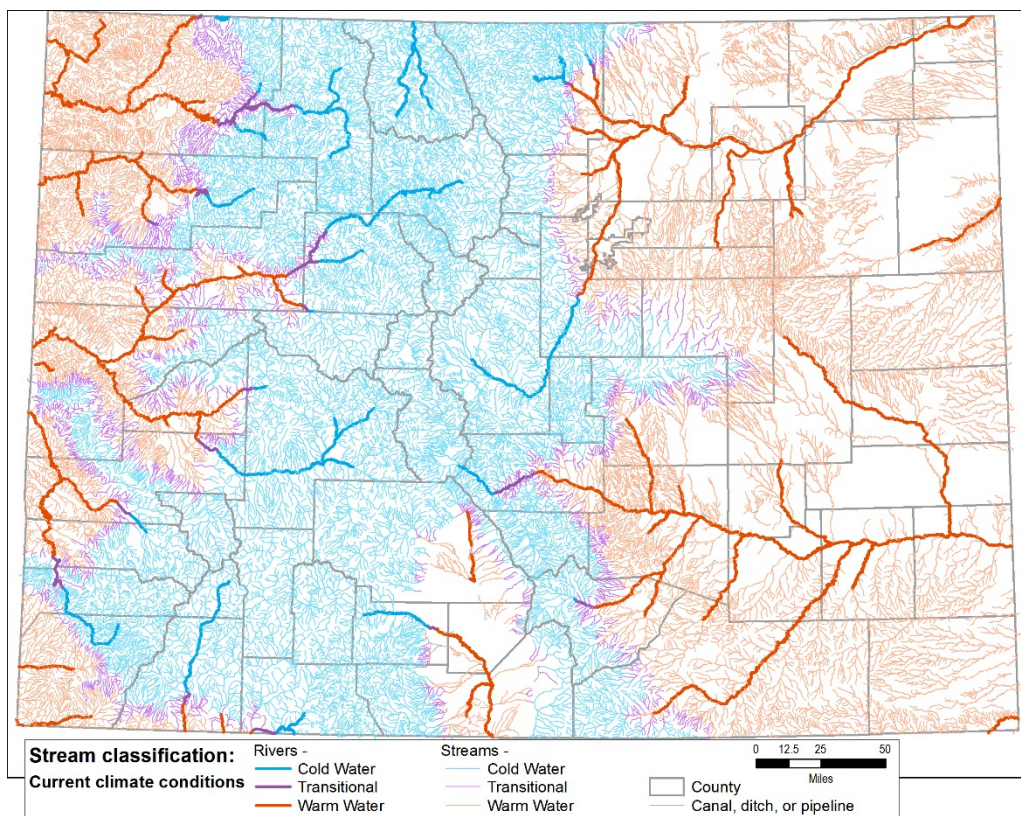 Stream classification:
Current climate conditions
Rivers -
Cold Water
Transitional
Warm Water
Streams -
Cold Water
Transitional
Warm Water
County
Canal, ditch, or pipeline
0 12.5 25 50
Miles